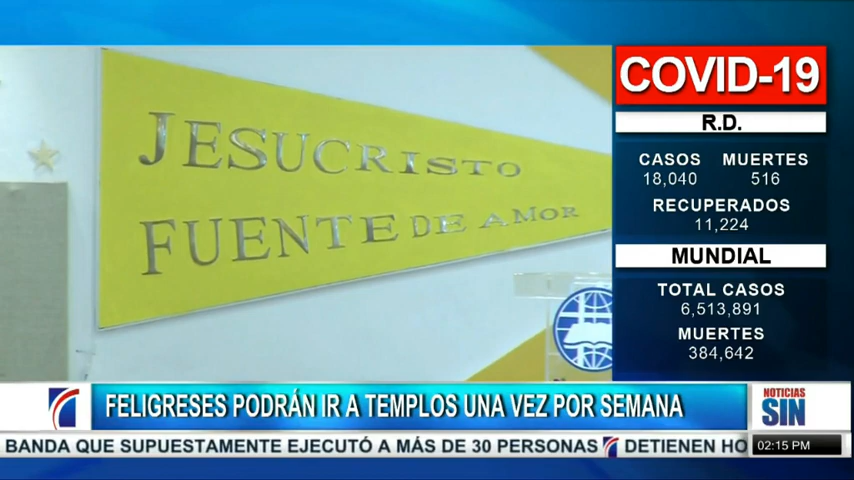 JESUCRISTO
FUENTE DE AMOR
COVID-19
R.D.
CASOS MUERTES
18,040 516
RECUPERADOS
11,224
MUNDIAL
TOTAL CASOS
6,513,891
MUERTES
384,642
FELIGRESES PODRÁN IR A TEMPLOS UNA VEZ POR SEMANA
NOTICIAS
SIN
BANDA QUE SUPUESTAMENTE EJECUTÓ A MÁS DE 30 PERSONAS DETIENEN HO
02:15 PM